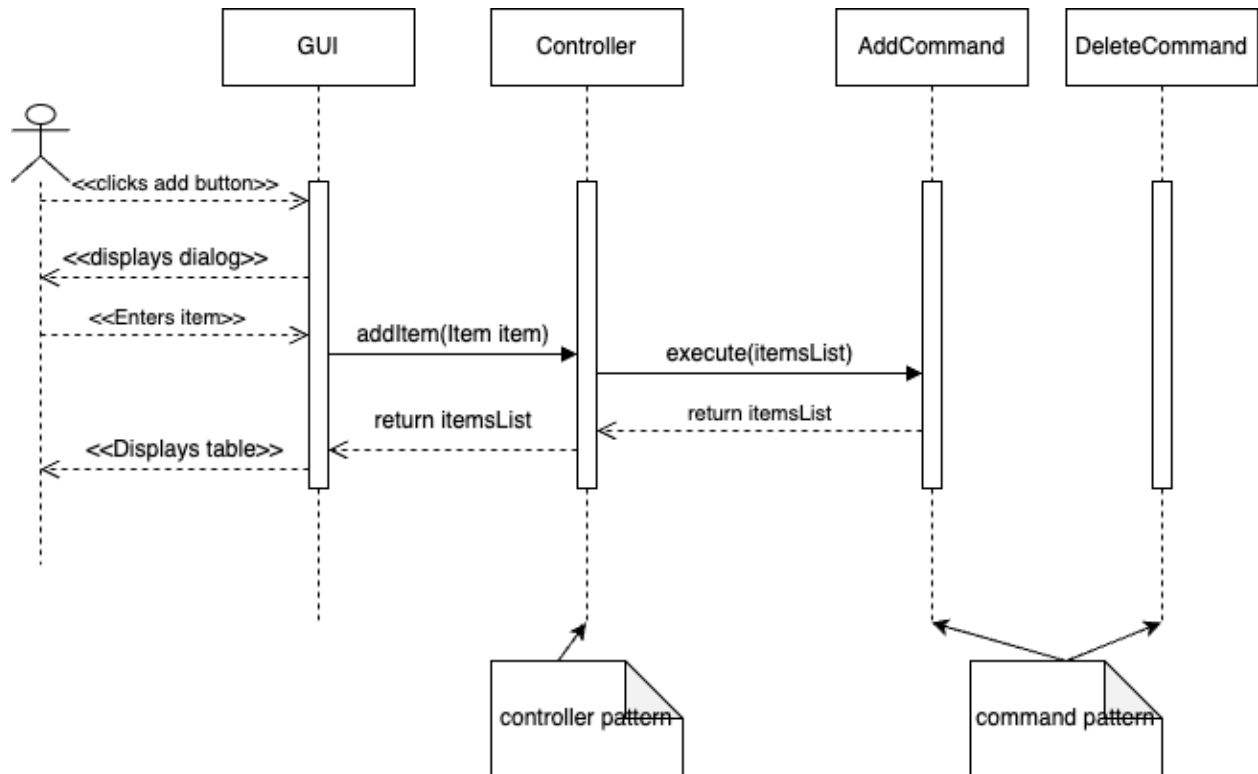 GUI
Controller
AddCommand
DeleteCommand
<<clicks add button>>
<<displays dialog>>
<<Enters item>>
addItem(Item item)
execute(itemsList)
return itemsList
return itemsList
<<Displays table>>
controller pattern
command pattern